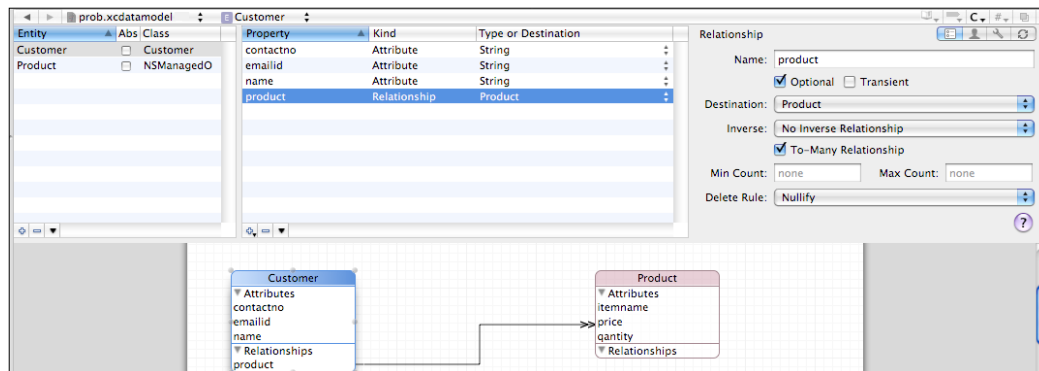 prob.xcdatamodel Customer
Entity Abs Class
Customer Customer
Product NSManagedO
Property Kind Type or Destination
contactno Attribute String
emailid Attribute String
name Attribute String
product Relationship Product
Relationship
Name: product
Optional Transient
Destination: Product
Inverse: No Inverse Relationship
To-Many Relationship
Min Count: none Max Count: none
Delete Rule: Nullify
?
Customer
Attributes
contactno
emailid
name
Relationships
product
Product
Attributes
itemname
price
qantity
Relationships